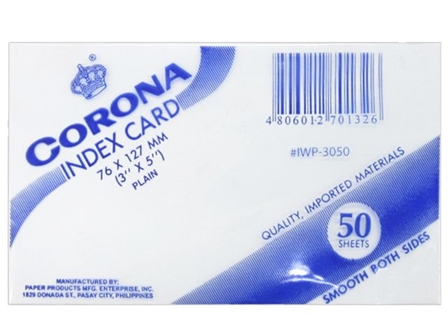 CORONA
INDEX CARD
76 X 127 MM
(3" X 5")
PLAIN
4 806012 701326
#IWP-3050
QUALITY, IMPORTED MATERIALS
50
SHEETS
SMOOTH BOTH SIDES
MANUFACTURED BY:
PAPER PRODUCTS MFG. ENTERPRISE, INC.
1829 DONADA ST., PASAY CITY, PHILIPPINES